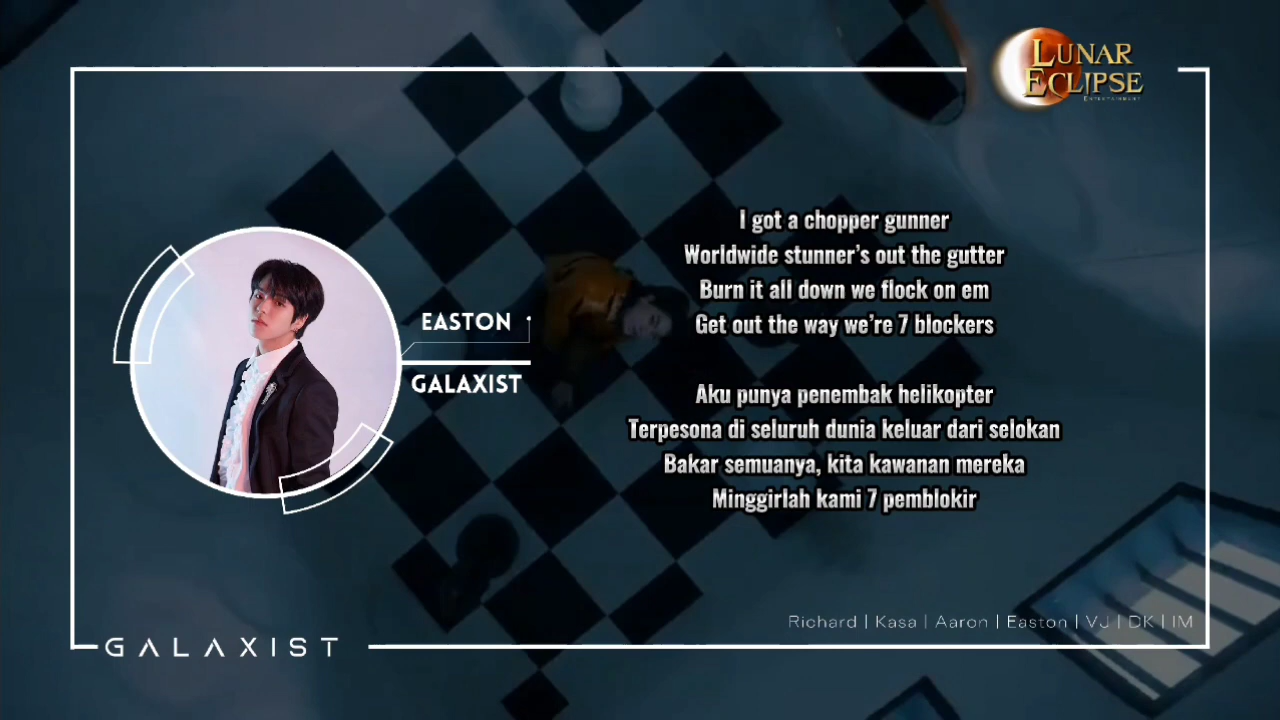 LUNAR
ECLIPSE
ENTERTAINMENT
I got a chopper gunner
Worldwide stunner's out the gutter
Burn it all down we flock on em
Get out the way we're 7 blockers
EASTON
GALAXIST
Aku punya penembak helikopter
Terpesona di seluruh dunia keluar dari selokan
Bakar semuanya, kita kawanan mereka
Minggirlah kami 7 pemblokir
Richard | Kasa | Aaron | Easton | VJ | DK | IM
GALAXIST